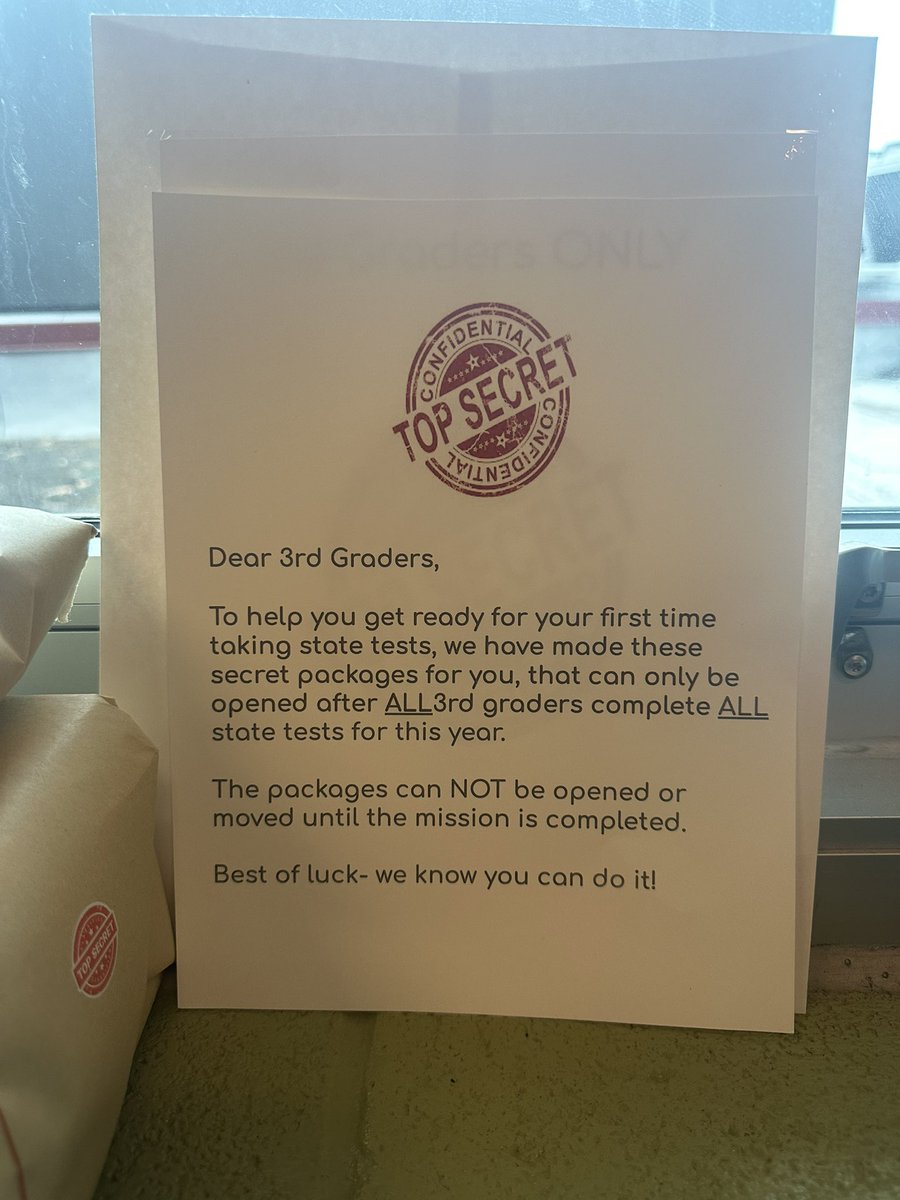 Graders ONLY
CONFIDENTIAL
TOP SECRET
CONFIDENTIAL
Dear 3rd Graders,
To help you get ready for your first time
taking state tests, we have made these
secret packages for you, that can only be
opened after ALL3rd graders complete ALL
state tests for this year.
The packages can NOT be opened or
moved until the mission is completed.
Best of luck- we know you can do it!
TOP SECRET